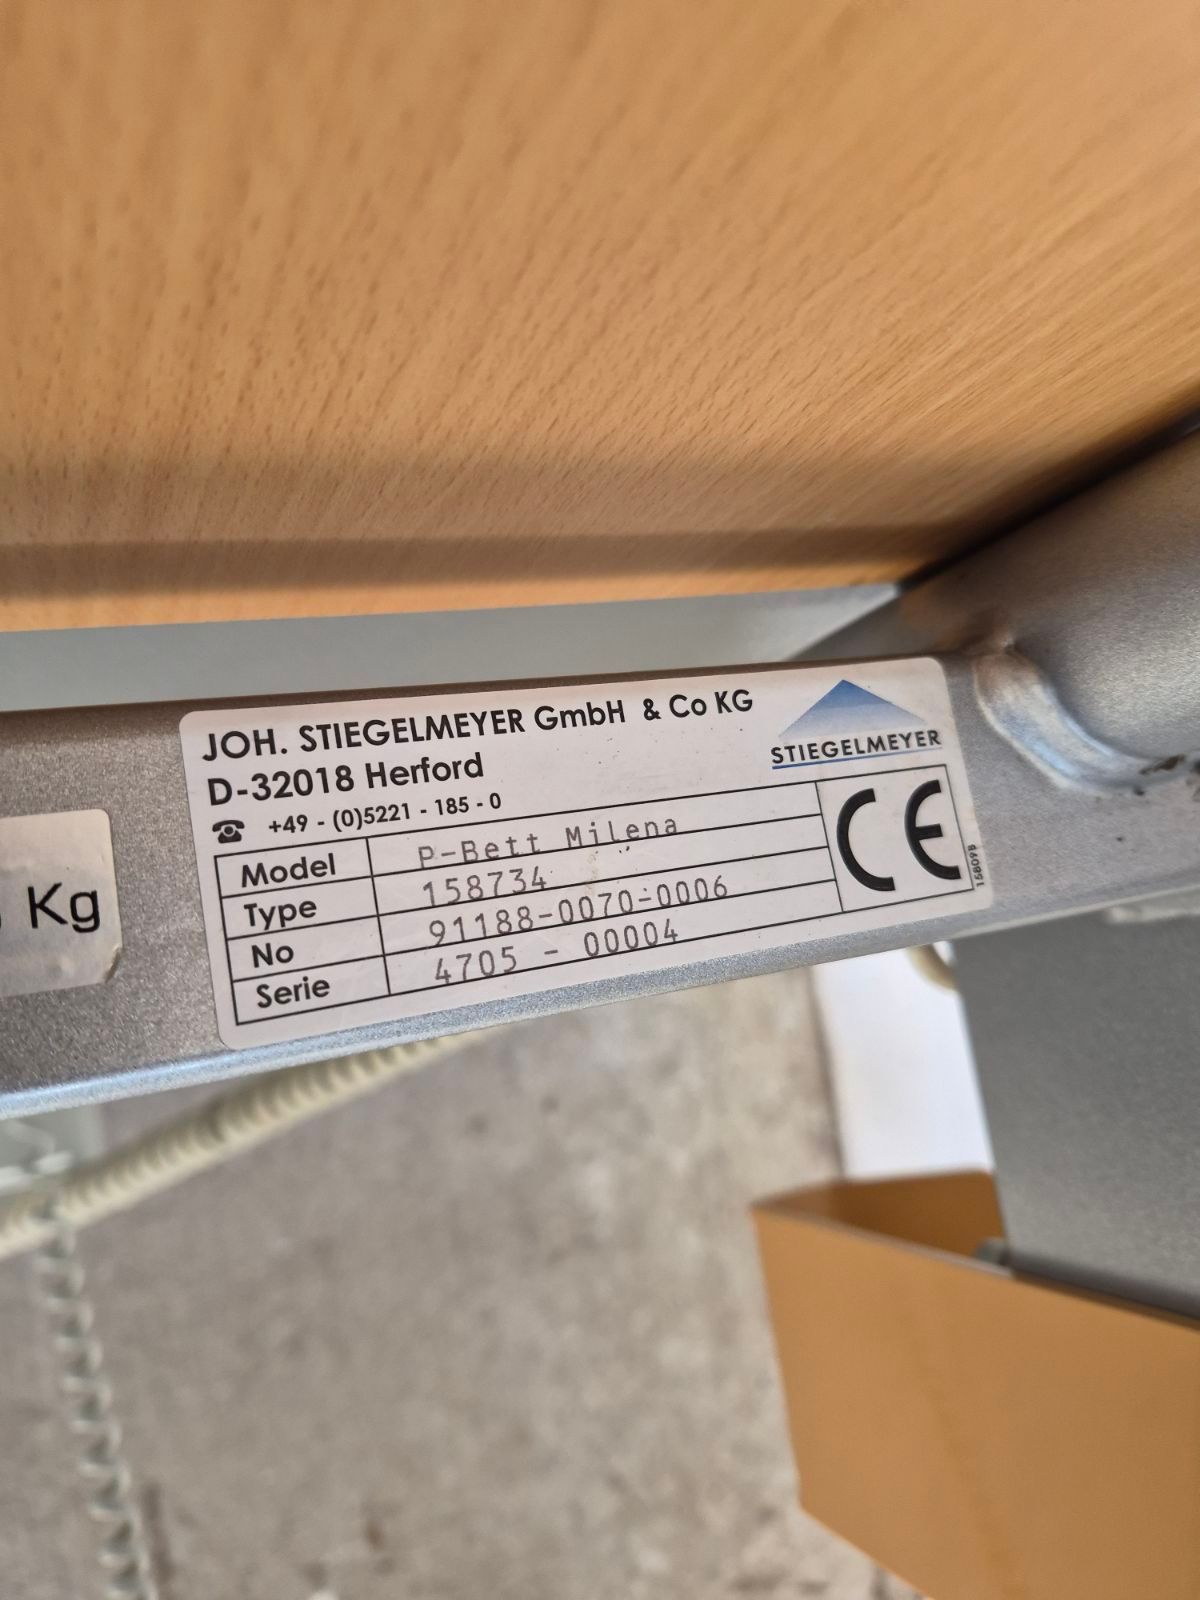 JOH. STIEGELMEYER GmbH & Co KG
D-32018 Herford
☎ +49 - (0)5221 - 185 - 0
STIEGELMEYER
Model P-Bett Milena
Type 158734
No 91188-0070-0006
Serie 4705 - 00004
CE
158098
Kg